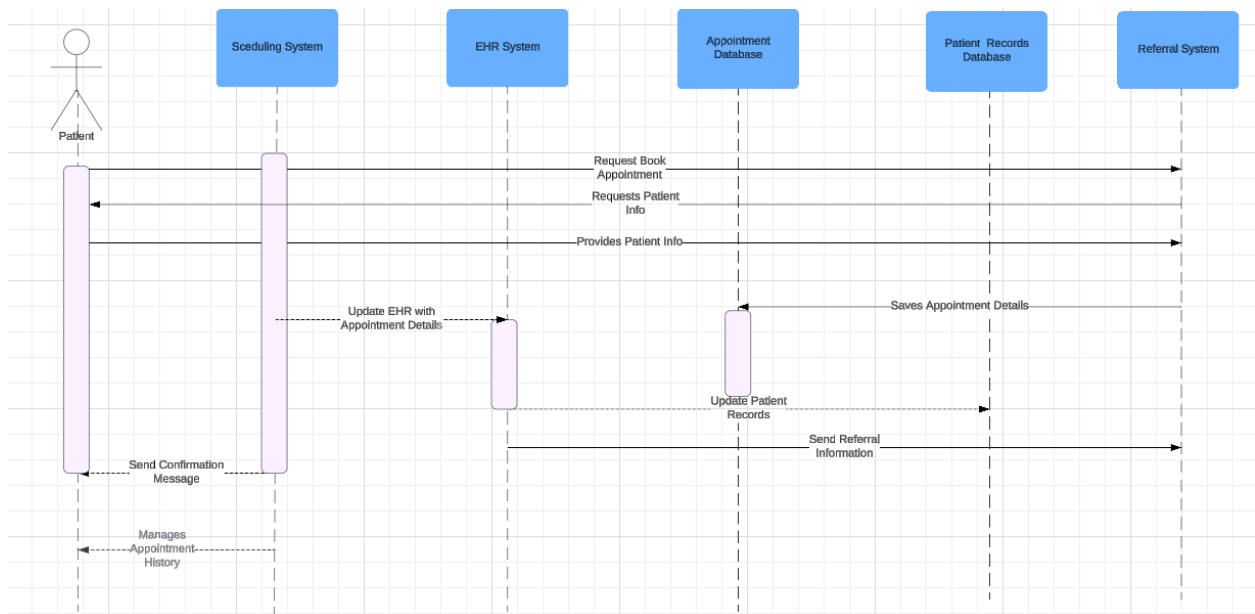 Sceduling System
EHR System
Appointment
Database
Patient Records
Database
Referral System
Patient
Request Book
Appointment
Requests Patient
Info
Provides Patient Info
Saves Appointment Details
Update EHR with
Appointment Details
Update Patient
Records
Send Referral
Information
Send Confirmation
Message
Manages
Appointment
History